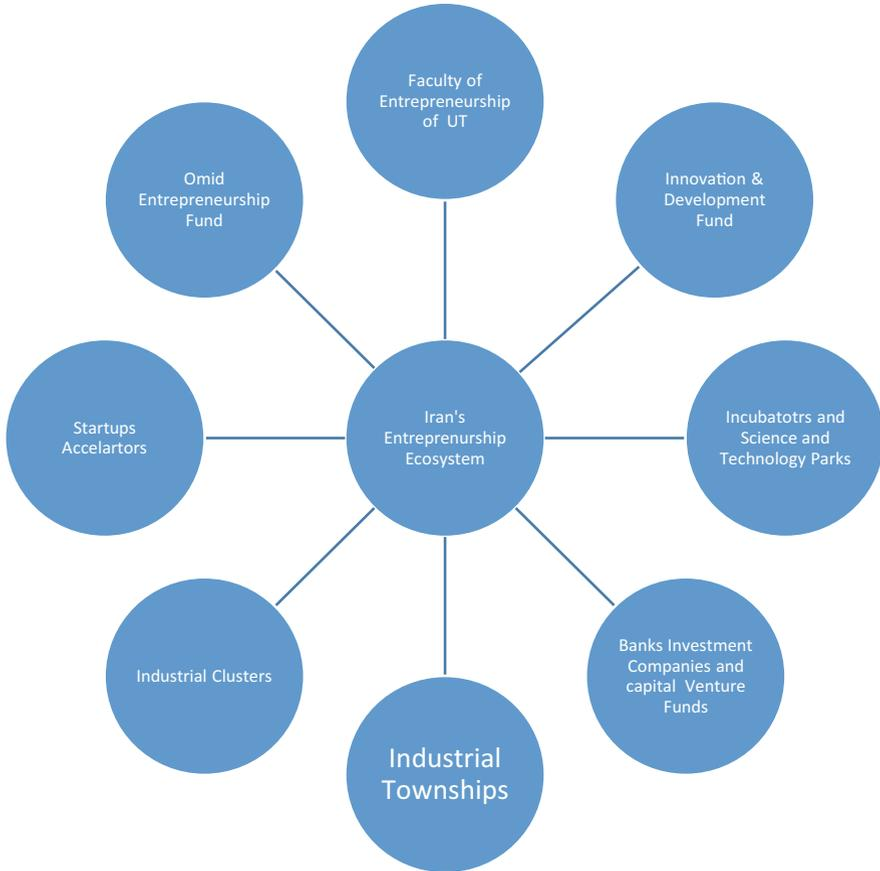 Faculty of
Entrepreneurship
of UT
Omid
Entrepreneurship
Fund
Innovation &
Development
Fund
Startups
Accelartors
Iran's
Entreprenurship
Ecosystem
Incubatotrs and
Science and
Technology Parks
Industrial Clusters
Banks Investment
Companies and
capital Venture
Funds
Industrial
Townships